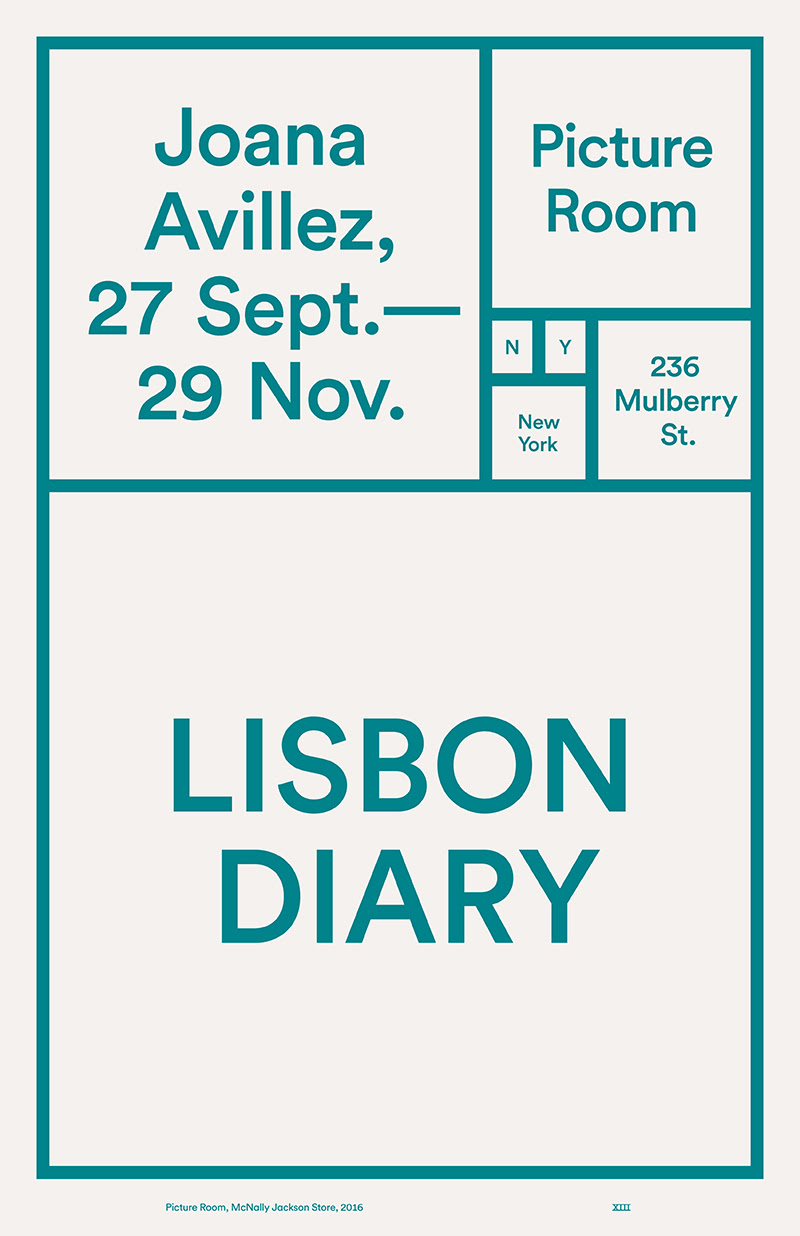 Joana
Avillez,
27 Sept.—
29 Nov.
Picture
Room
N
Y
New
York
236
Mulberry
St.
LISBON
DIARY
Picture Room, McNally Jackson Store, 2016
XIII